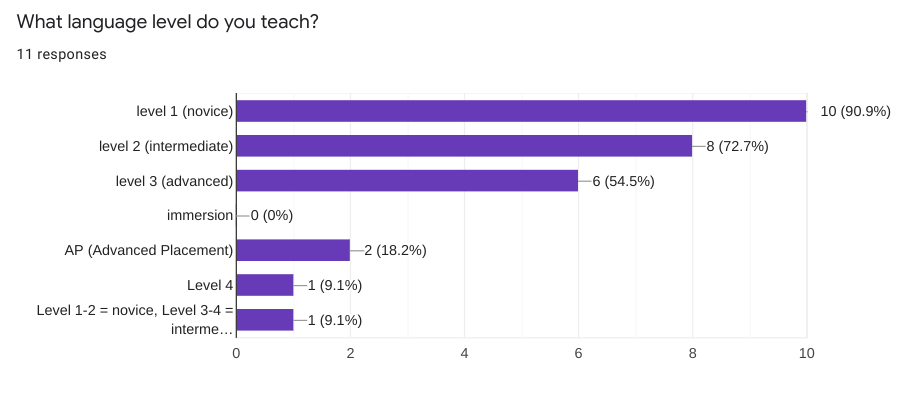 What language level do you teach?
11 responses
level 1 (novice)
10 (90.9%)
level 2 (intermediate)
8 (72.7%)
level 3 (advanced)
6 (54.5%)
immersion
0 (0%)
AP (Advanced Placement)
2 (18.2%)
Level 4
1 (9.1%)
Level 1-2 = novice, Level 3-4 =
interme…
1 (9.1%)
0 2 4 6 8 10